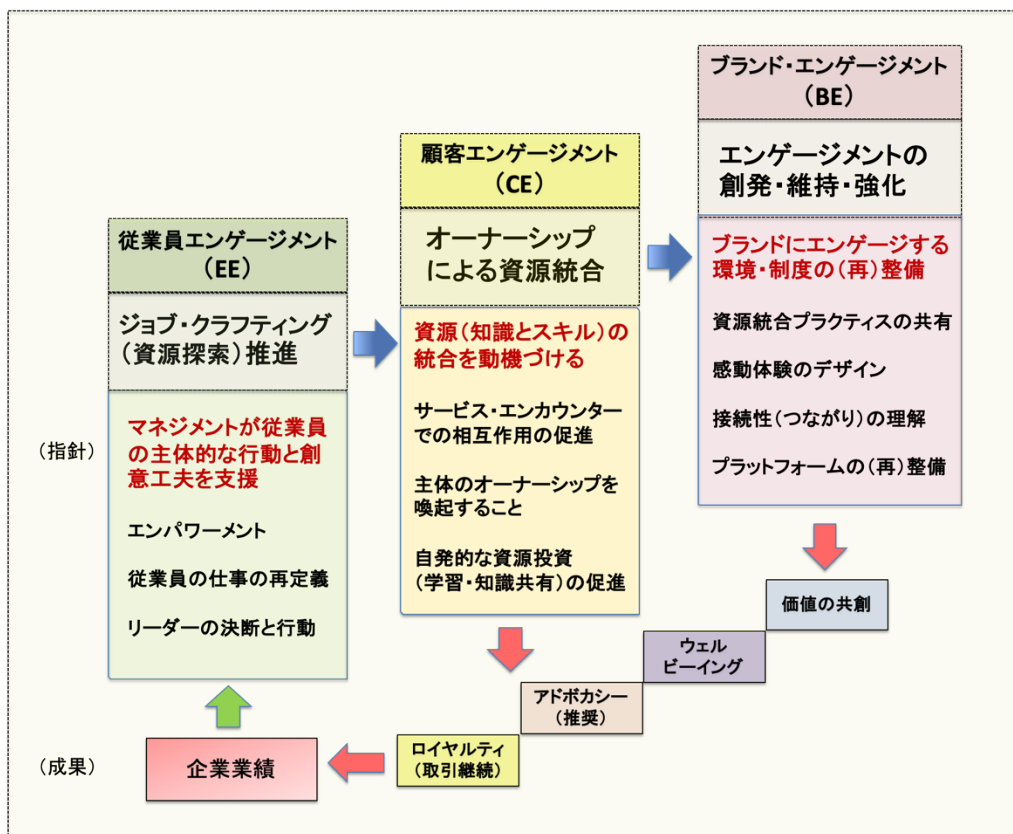 従業員エンゲージメント
（EE）
ジョブ・クラフティング
（資源探索）推進
（指針）
マネジメントが従業員
の主体的な行動と創
意工夫を支援
エンパワーメント
従業員の仕事の再定義
リーダーの決断と行動
顧客エンゲージメント
（CE）
オーナーシップ
による資源統合
資源（知識とスキル）の
統合を動機づける
サービス・エンカウンター
での相互作用の促進
主体のオーナーシップを
喚起すること
自発的な資源投資
（学習・知識共有）の促進
ブランド・エンゲージメント
（BE）
エンゲージメントの
創発・維持・強化
ブランドにエンゲージする
環境・制度の（再）整備
資源統合プラクティスの共有
感動体験のデザイン
接続性（つながり）の理解
プラットフォームの（再）整備
価値の共創
ウェル
ビーイング
アドボカシー
（推奨）
ロイヤルティ
（取引継続）
（成果）
企業業績